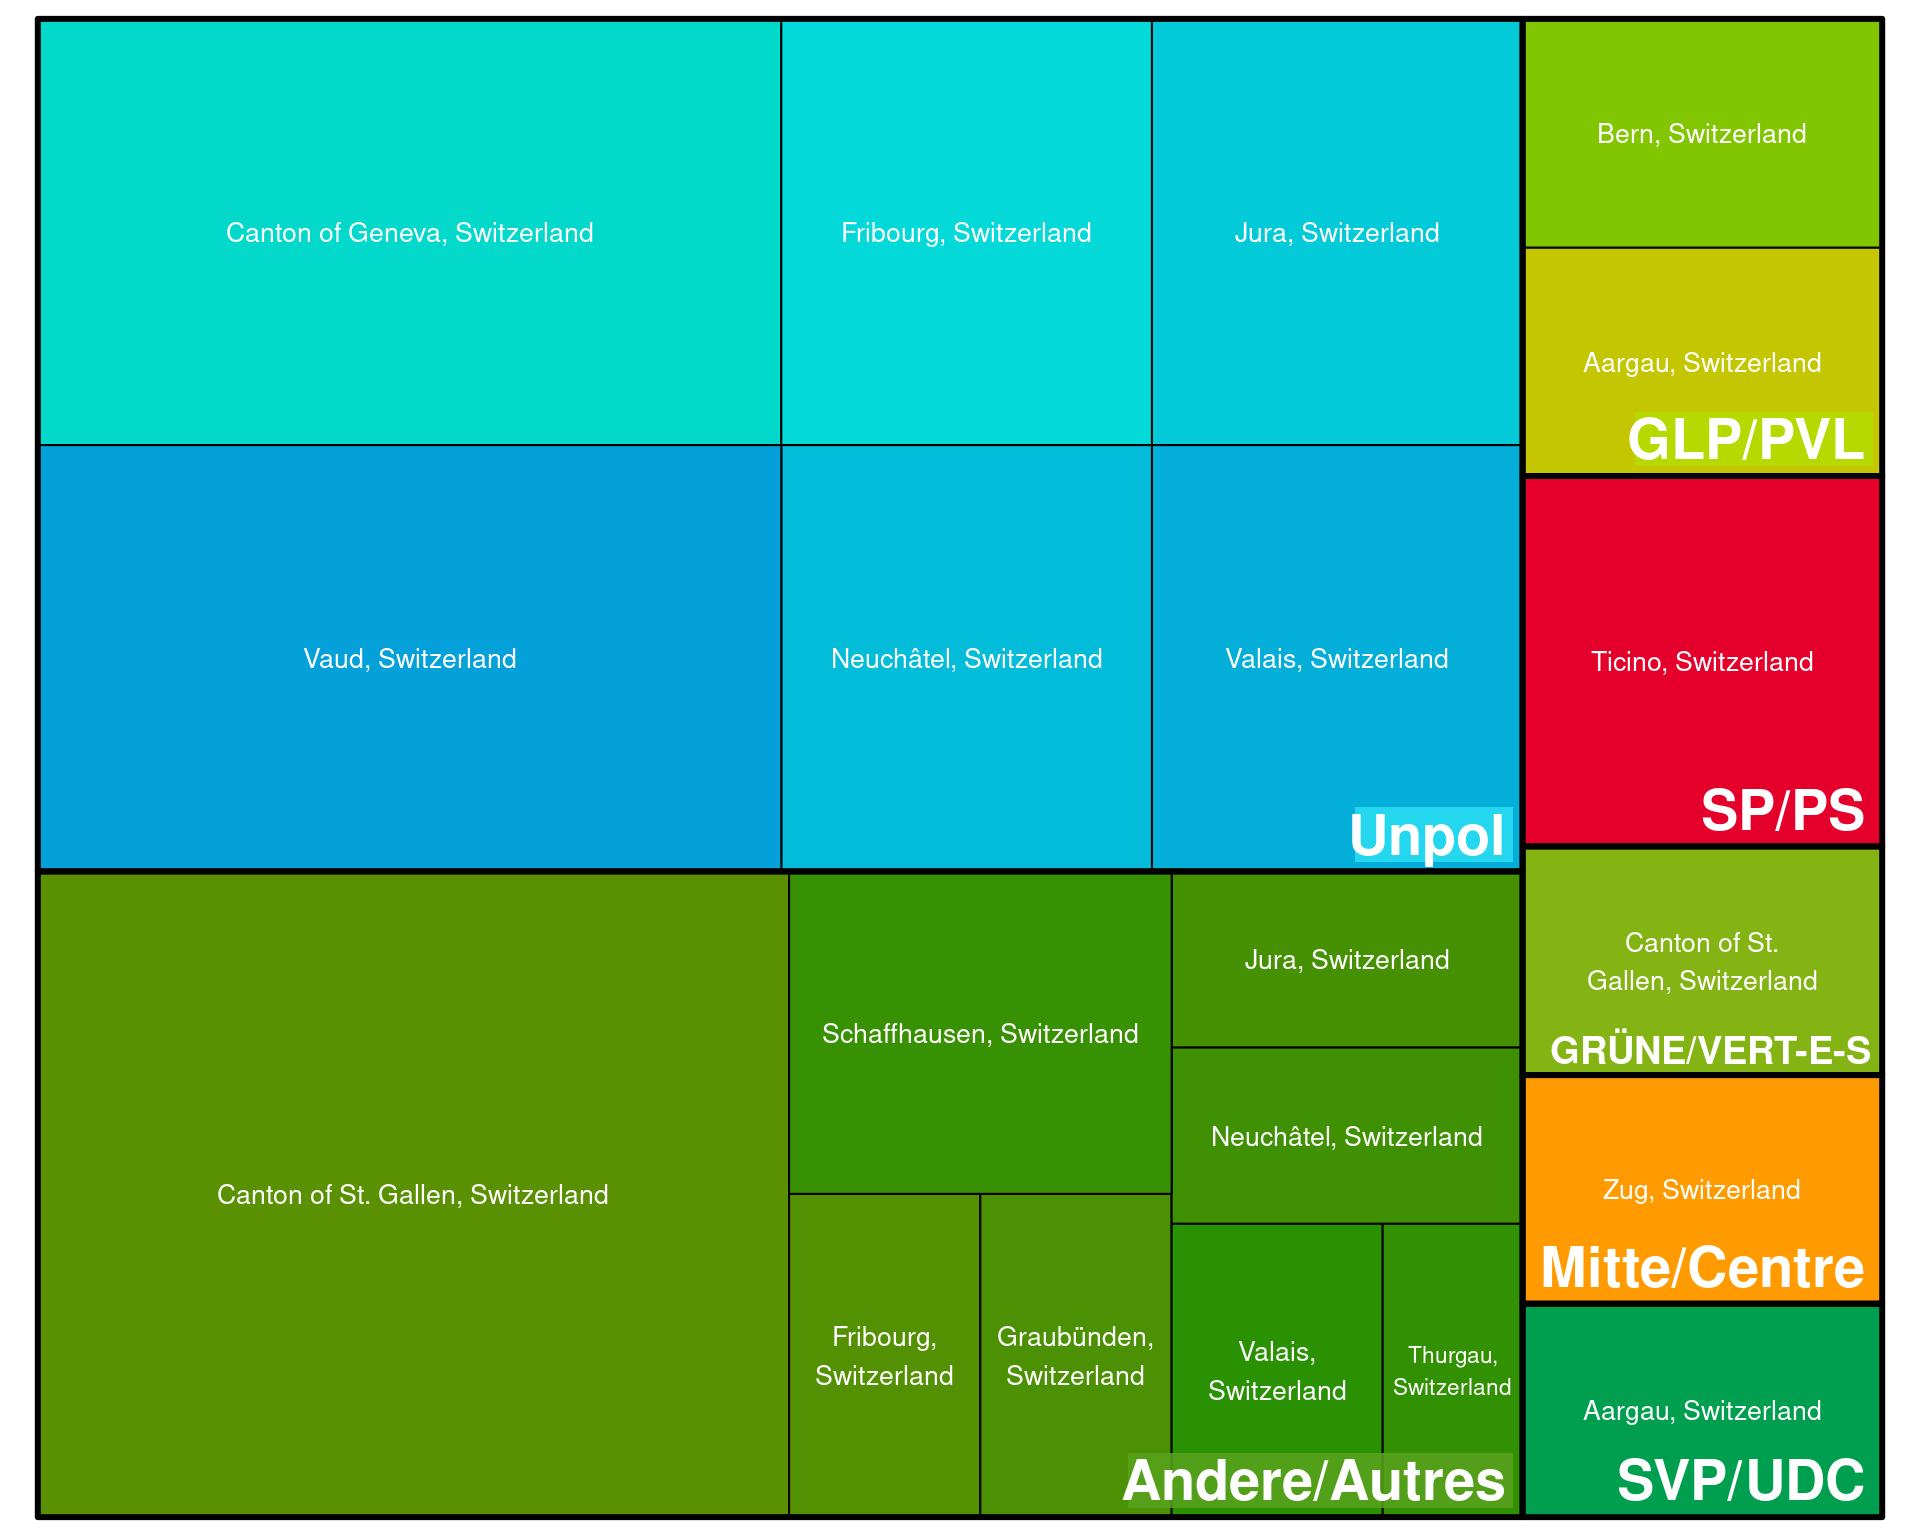 Canton of Geneva, Switzerland
Fribourg, Switzerland
Jura, Switzerland
Vaud, Switzerland
Neuchâtel, Switzerland
Valais, Switzerland
Unpol
Canton of St. Gallen, Switzerland
Schaffhausen, Switzerland
Jura, Switzerland
Neuchâtel, Switzerland
Fribourg,
Switzerland
Graubünden,
Switzerland
Valais,
Switzerland
Thurgau,
Switzerland
Andere/Autres
Bern, Switzerland
Aargau, Switzerland
GLP/PVL
Ticino, Switzerland
SP/PS
Canton of St.
Gallen, Switzerland
GRÜNE/VERT-E-S
Zug, Switzerland
Mitte/Centre
Aargau, Switzerland
SVP/UDC